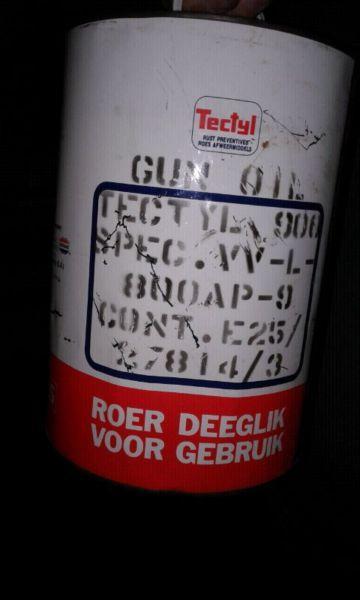 Tectyl
RUST PREVENTIVES
ROES AFWEERMIDDELS
GUN OIL
TECTYL 900
SPEC. VV-L-
800AP-9
CONT. E25/
27814/3
ROER DEEGLIK
VOOR GEBRUIK